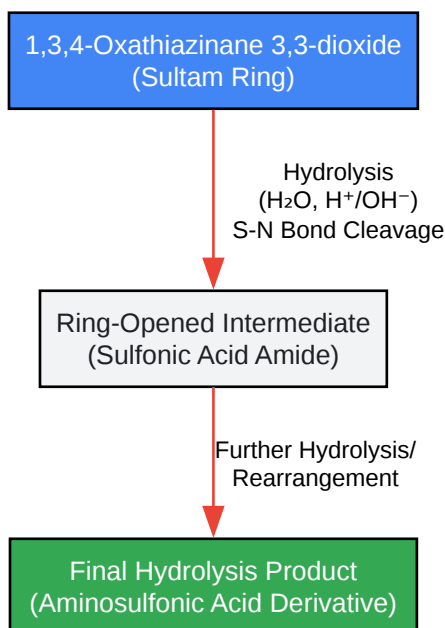 1,3,4-Oxathiazinane 3,3-dioxide
(Sultam Ring)
Hydrolysis
(H₂O, H⁺/OH⁻)
S-N Bond Cleavage
Ring-Opened Intermediate
(Sulfonic Acid Amide)
Further Hydrolysis/
Rearrangement
Final Hydrolysis Product
(Aminosulfonic Acid Derivative)